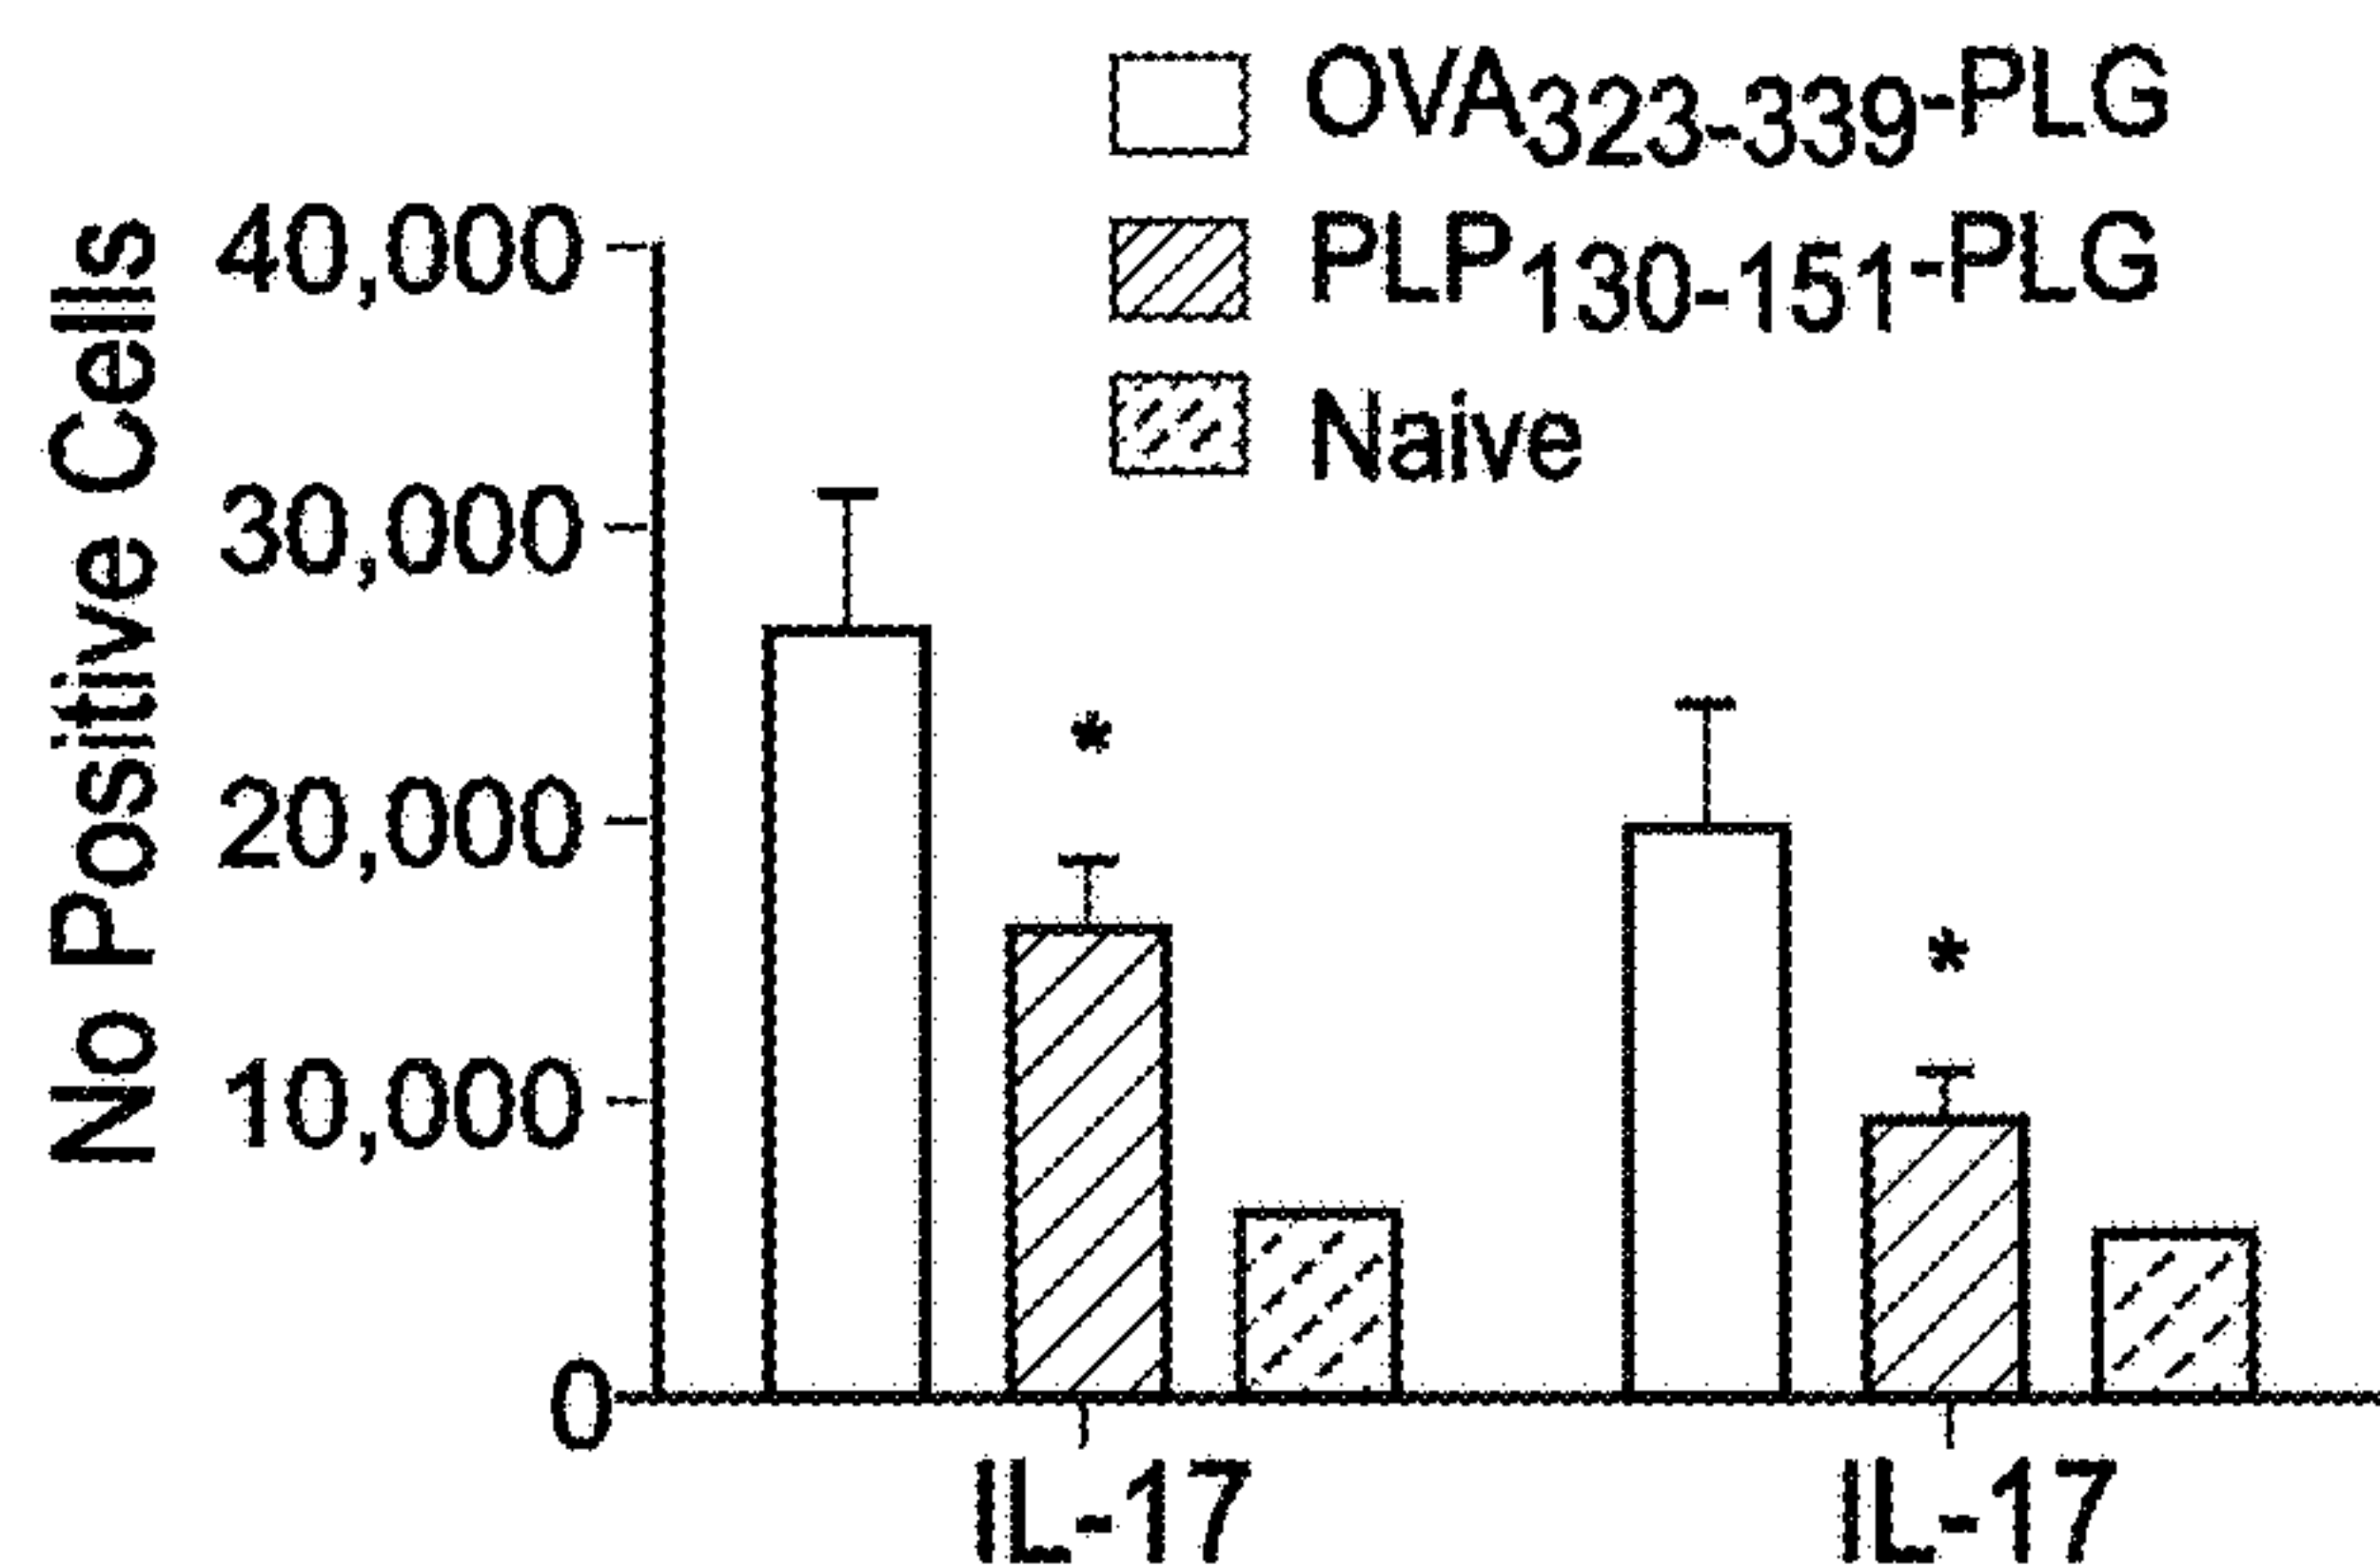 OVA323-339-PLG
PLP130-151-PLG
Naive
No Positive Cells
40,000
30,000
20,000
10,000
0
*
*
IL-17
IL-17